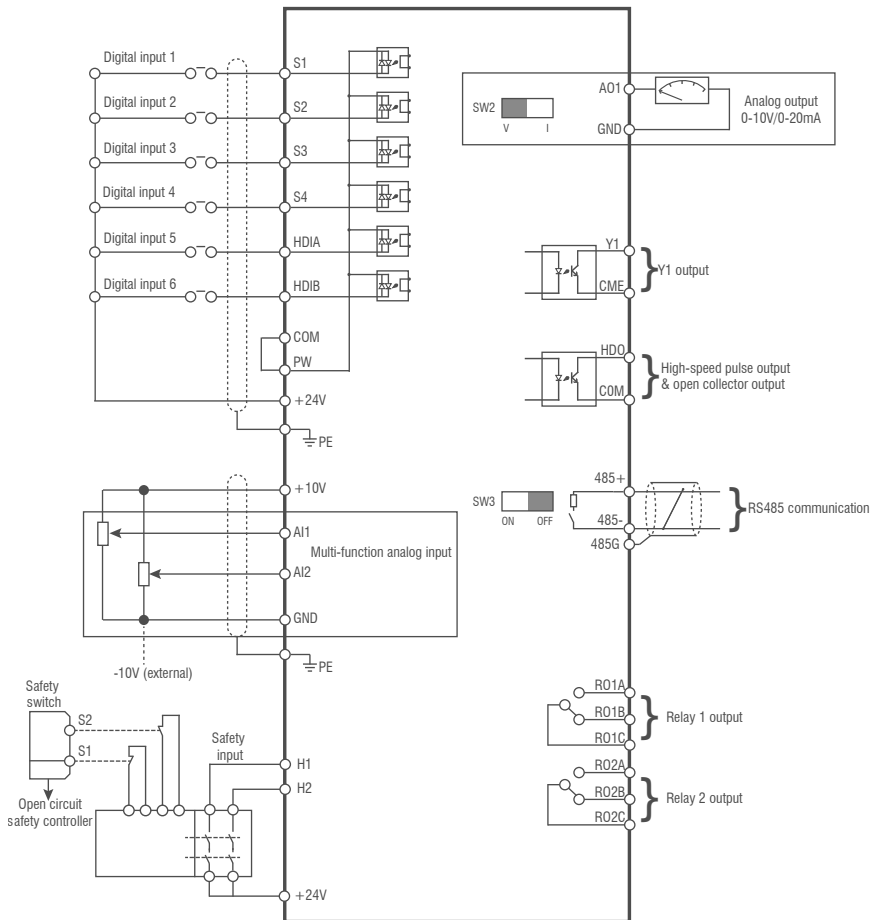 Digital input 1
S1
Digital input 2
S2
Digital input 3
S3
Digital input 4
S4
Digital input 5
HDIA
Digital input 6
HDIB
COM
PW
+24V
PE
+10V
AI1
Multi-function analog input
AI2
GND
PE
-10V (external)
Safety
switch
S2
S1
Open circuit
safety controller
Safety
input
H1
H2
+24V
SW2
V I
AO1
GND
Analog output
0-10V/0-20mA
Y1
CME
Y1 output
HDO
COM
High-speed pulse output
& open collector output
SW3
ON OFF
485+
485-
485G
RS485 communication
RO1A
RO1B
RO1C
Relay 1 output
RO2A
RO2B
RO2C
Relay 2 output